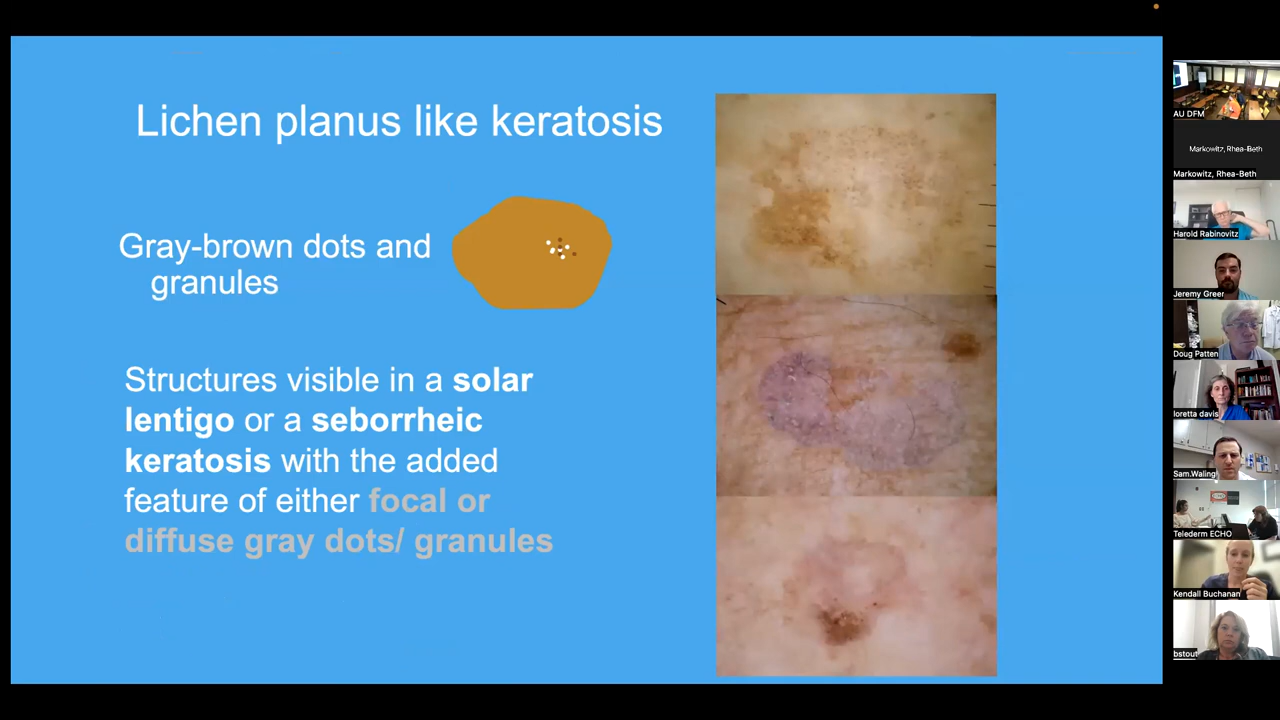 Lichen planus like keratosis
Gray-brown dots and
granules
Structures visible in a solar
lentigo or a seborrheic
keratosis with the added
feature of either focal or
diffuse gray dots/ granules
AU DFM
Markowitz, Rhea-Beth
Markowitz, Rhea-Beth
Harold Rabinovitz
Jeremy Greer
Doug Patten
loretta davis
Sam.Waling
Telederm ECHO
Kendall Buchanan
bstout